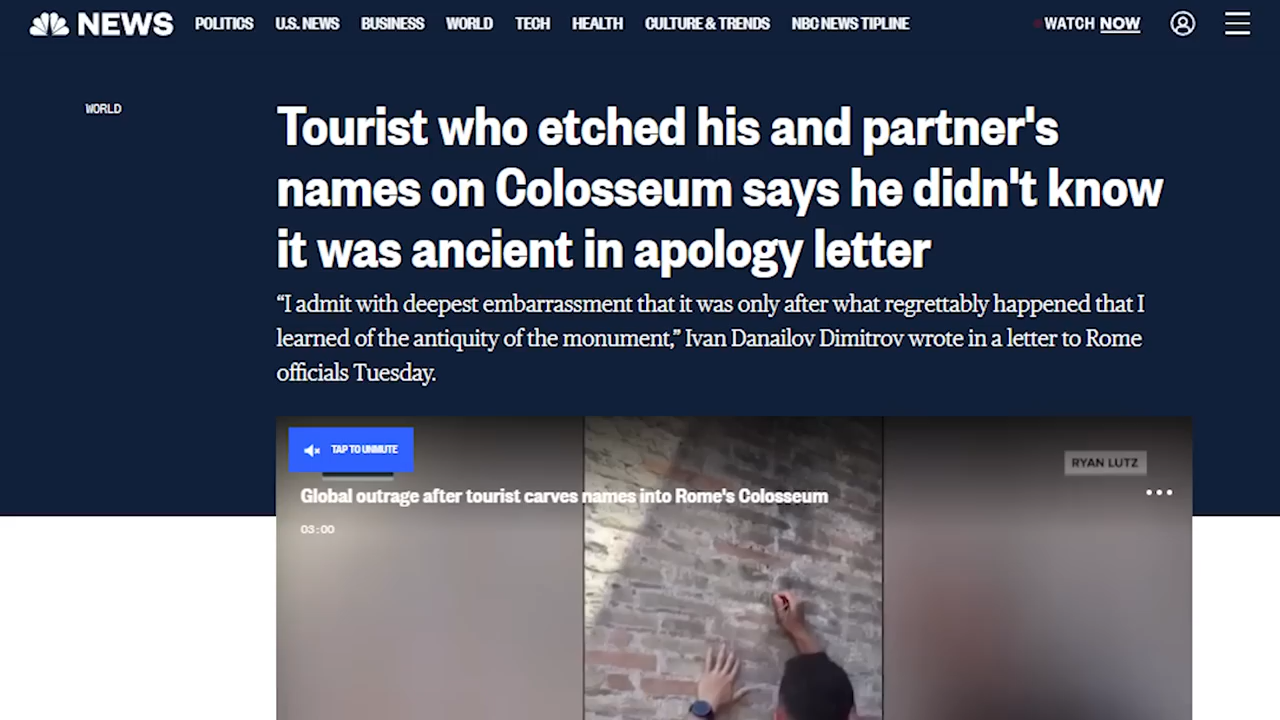 NEWS POLITICS U.S. NEWS BUSINESS WORLD TECH HEALTH CULTURE & TRENDS NBC NEWS TIPLINE WATCH NOW
WORLD
Tourist who etched his and partner's
names on Colosseum says he didn't know
it was ancient in apology letter
“I admit with deepest embarrassment that it was only after what regrettably happened that I
learned of the antiquity of the monument,” Ivan Danailov Dimitrov wrote in a letter to Rome
officials Tuesday.
TAP TO UNMUTE
RYAN LUTZ
Global outrage after tourist carves names into Rome's Colosseum
03:00